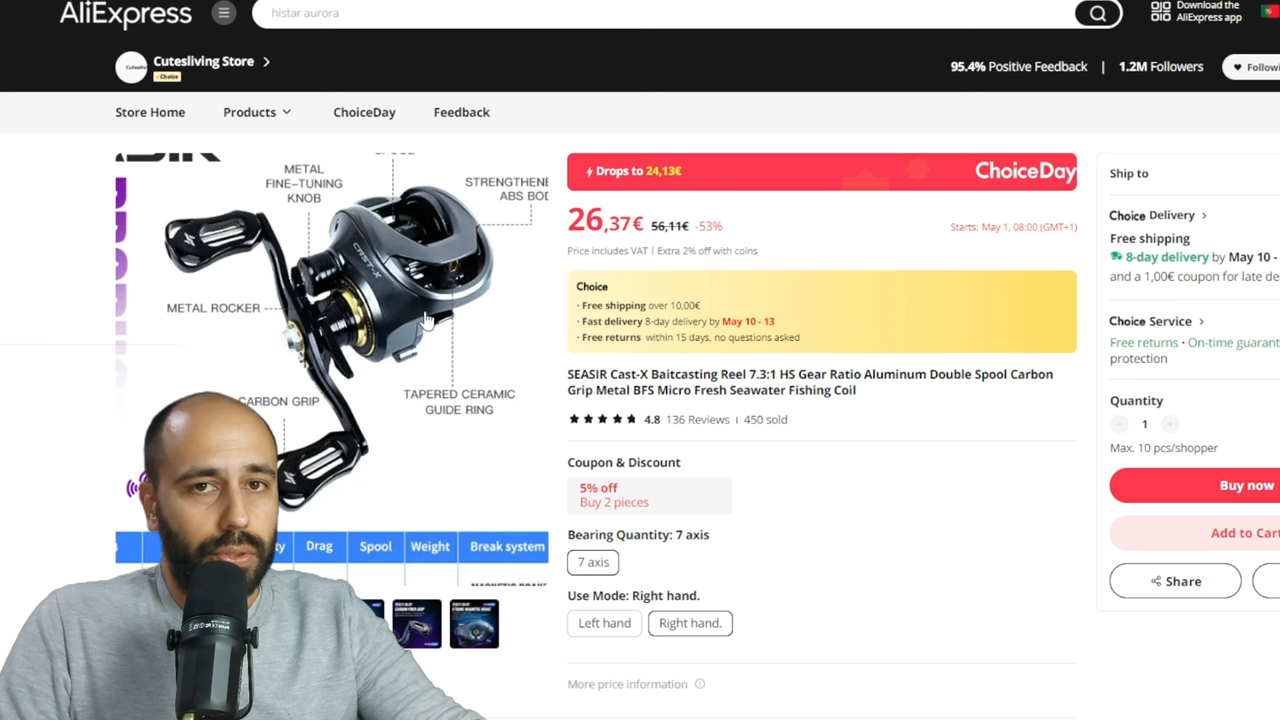 AliExpress
histar aurora
Download the
AliExpress app
Cutesliving Store
Choice
95.4% Positive Feedback | 1.2M Followers
Store Home
Products
ChoiceDay
Feedback
METAL
FINE-TUNING
KNOB
CAST-X
METAL ROCKER
CARBON GRIP
TAPERED CERAMIC
GUIDE RING
Drag
Spool
Weight
Break system
Drops to 24,13€
ChoiceDay
26,37€ 56,11€ -53%
Starts: May 1, 08:00 (GMT+1)
Price includes VAT | Extra 2% off with coins
Choice
· Free shipping over 10,00€
· Fast delivery 8-day delivery by May 10 - 13
· Free returns within 15 days, no questions asked
SEASIR Cast-X Baitcasting Reel 7.3:1 HS Gear Ratio Aluminum Double Spool Carbon
Grip Metal BFS Micro Fresh Seawater Fishing Coil
4.8 136 Reviews | 450 sold
Coupon & Discount
5% off
Buy 2 pieces
Bearing Quantity: 7 axis
7 axis
Use Mode: Right hand.
Left hand
Right hand.
More price information
Ship to
Choice Delivery
Free shipping
8-day delivery by May 10 -
and a 1,00€ coupon for late
Choice Service
Free returns · On-time
protection
Quantity
1
Max. 10 pcs/shopper
Buy now
Add to
Share